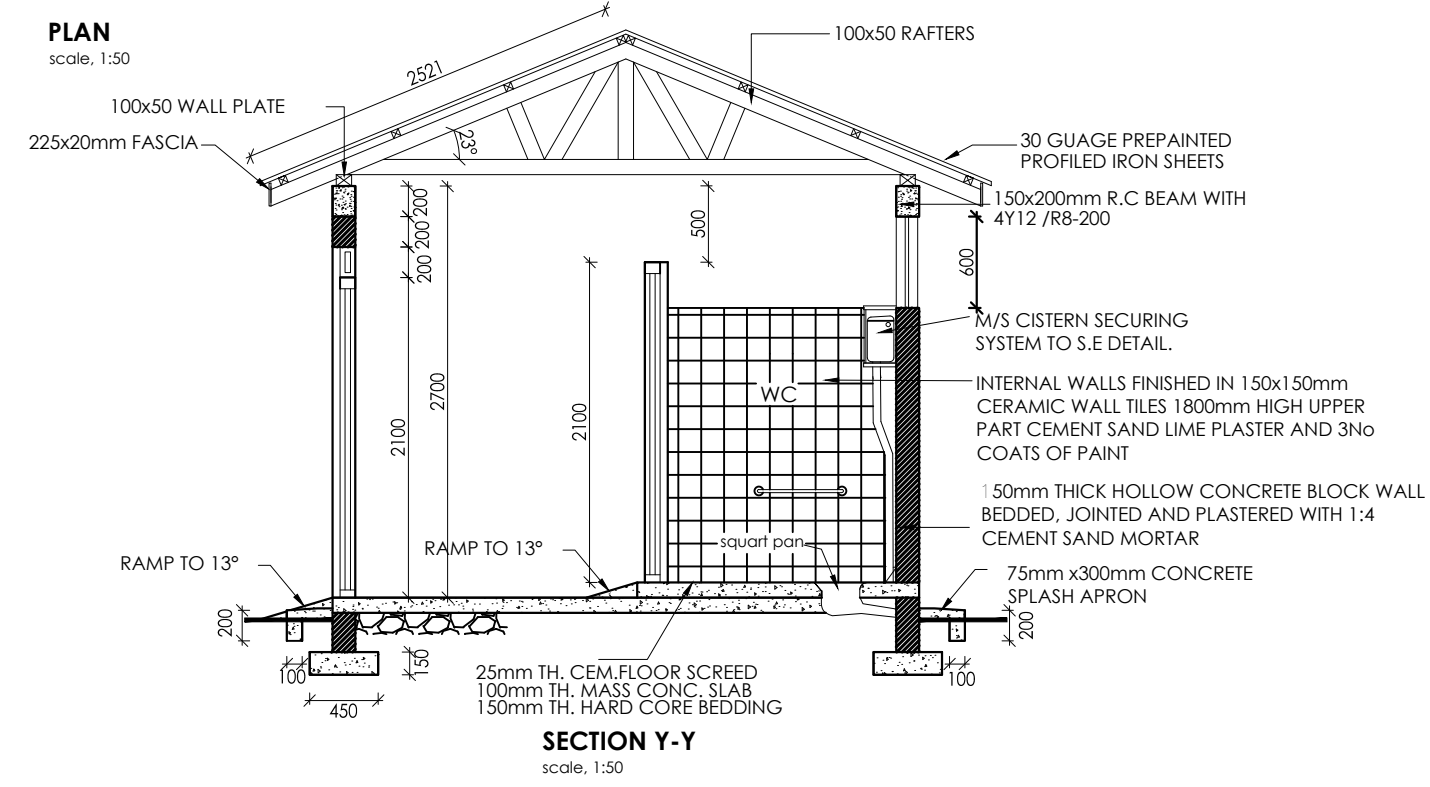 PLAN
scale, 1:50
2521
100x50 RAFTERS
100x50 WALL PLATE
225x20mm FASCIA
23°
30 GUAGE PREPAINTED
PROFILED IRON SHEETS
150x200mm R.C BEAM WITH
4Y12 /R8-200
200
200
200
500
600
M/S CISTERN SECURING
SYSTEM TO S.E DETAIL.
2100
2700
2100
WC
INTERNAL WALLS FINISHED IN 150x150mm
CERAMIC WALL TILES 1800mm HIGH UPPER
PART CEMENT SAND LIME PLASTER AND 3No
COATS OF PAINT
150mm THICK HOLLOW CONCRETE BLOCK WALL
BEDDED, JOINTED AND PLASTERED WITH 1:4
CEMENT SAND MORTAR
RAMP TO 13°
RAMP TO 13°
squart pan
75mm x300mm CONCRETE
SPLASH APRON
200
200
100
150
450
100
25mm TH. CEM.FLOOR SCREED
100mm TH. MASS CONC. SLAB
150mm TH. HARD CORE BEDDING
SECTION Y-Y
scale, 1:50